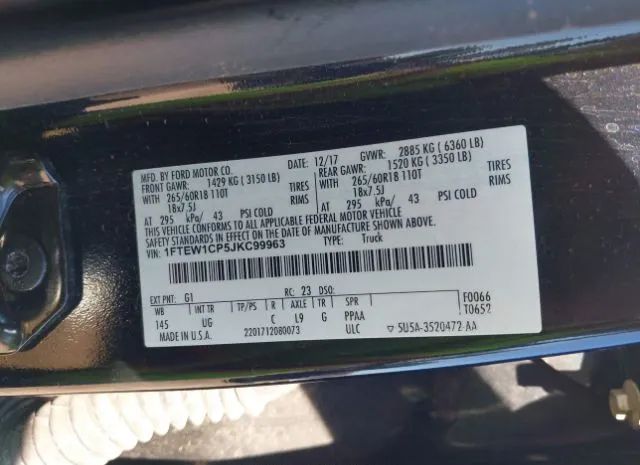 MFD. BY FORD MOTOR CO. DATE: 12/17 GVWR: 2885 KG ( 6360 LB)
FRONT GAWR: 1429 KG ( 3150 LB) REAR GAWR: 1520 KG ( 3350 LB)
WITH 265/60R18 110T TIRES WITH 265/60R18 110T TIRES
18x7.5J RIMS 18x7.5J RIMS
AT 295 kPa/ 43 PSI COLD AT 295 kPa/ 43 PSI COLD
THIS VEHICLE CONFORMS TO ALL APPLICABLE FEDERAL MOTOR VEHICLE
SAFETY STANDARDS IN EFFECT ON THE DATE OF MANUFACTURE SHOWN ABOVE.
VIN: 1FTEW1CP5JKC99963
TYPE: Truck
EXT PNT: G1 RC: 23 DSO: F0066
WB INT TR TP/PS R AXLE TR SPR T0652
145 UG C L9 G PPAA
MADE IN U.S.A. 2201712080073 ULC ▽ 5U5A-3520472-AA